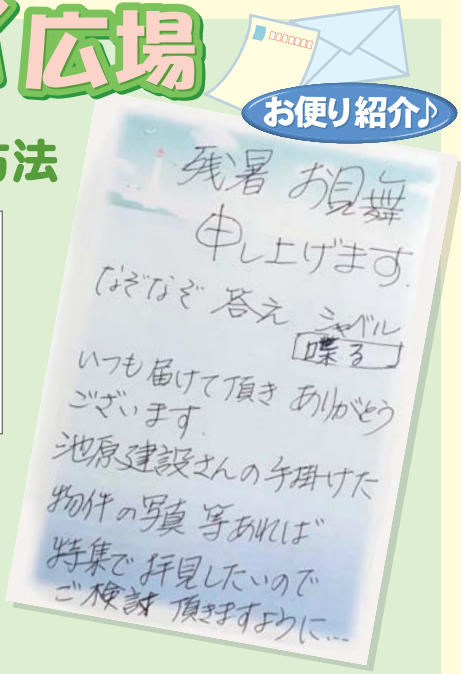 広場
お便り紹介♪
方法
残暑 お見舞
申し上げます.
なぞなぞ 答え シャベル
喋る
いつも届けて頂き ありがとう
ございます.
池原建設さんの手掛けた
物件の写真 等あれば
特集で拝見したいので
ご検討 頂きますように…